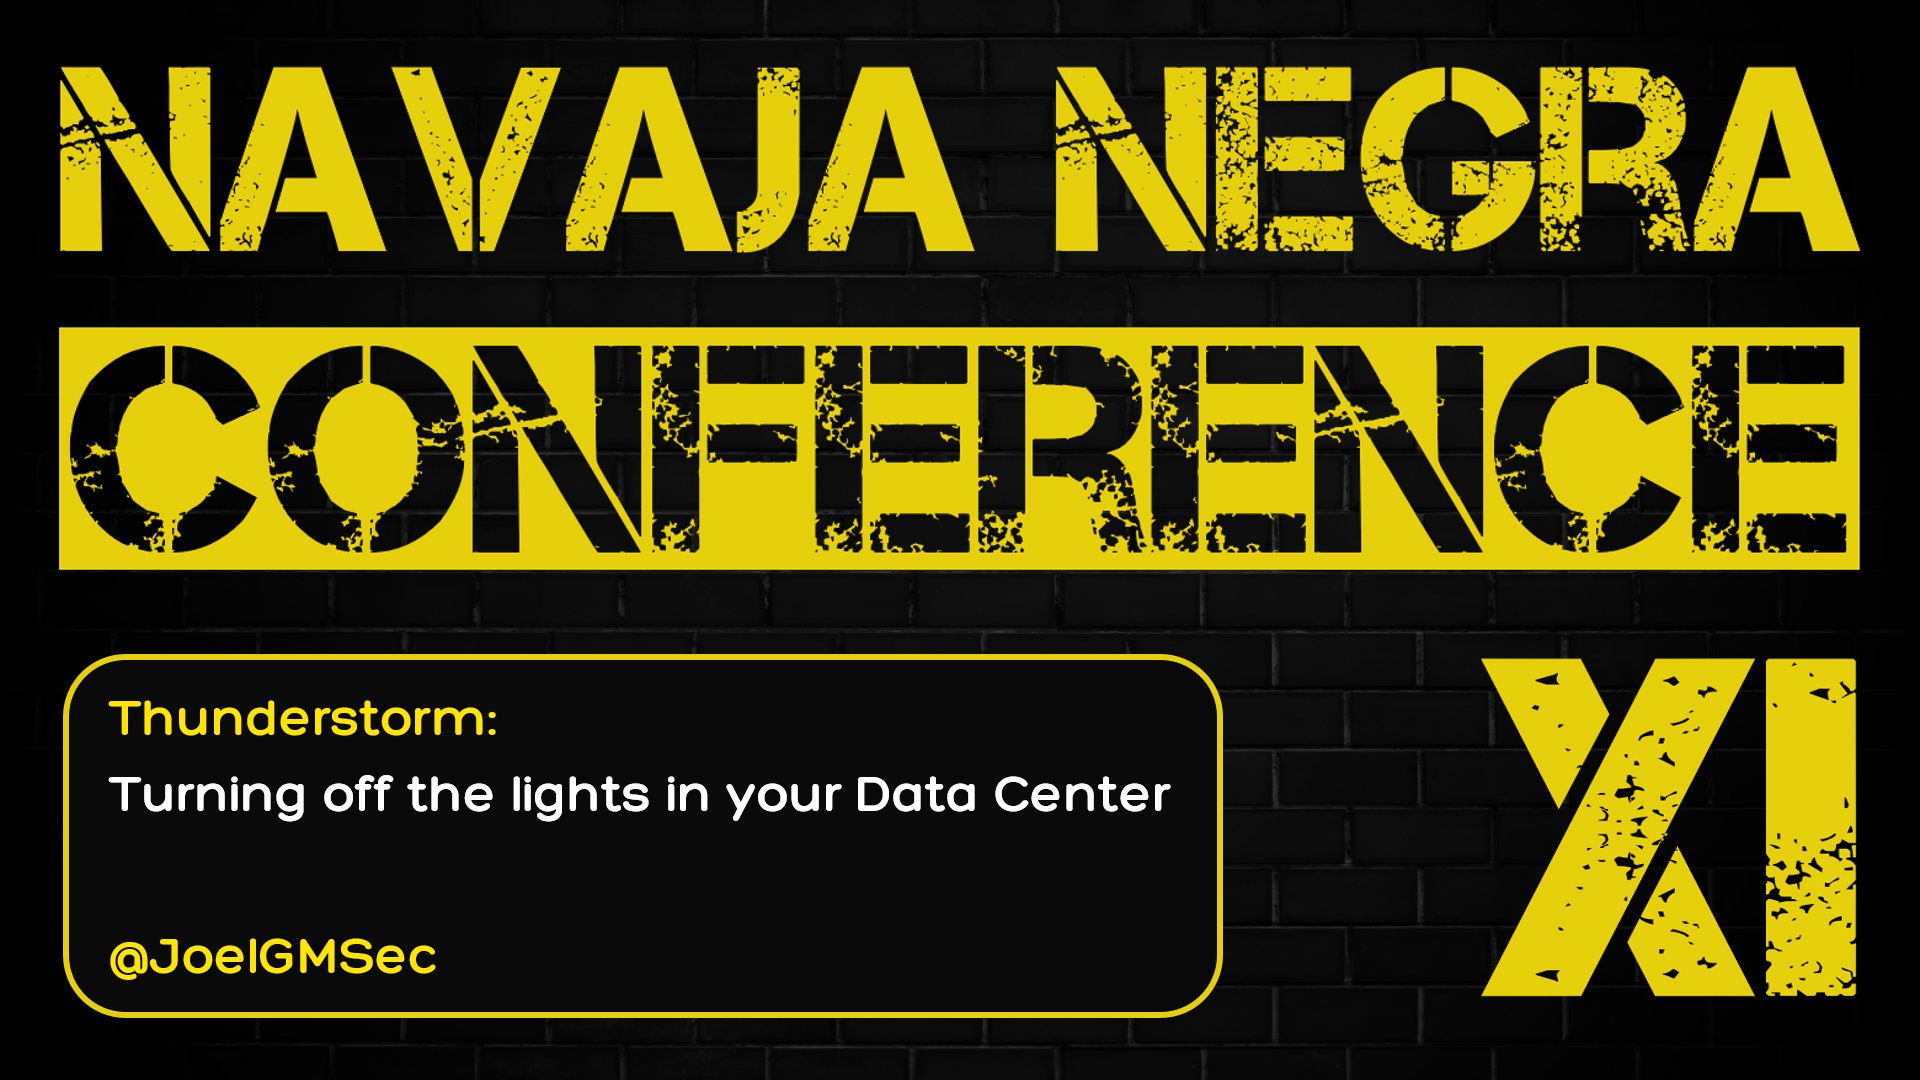 NAVAJA NEGRA
CONFERENCE
XI
Thunderstorm:
Turning off the lights in your Data Center
@JoelGMSec